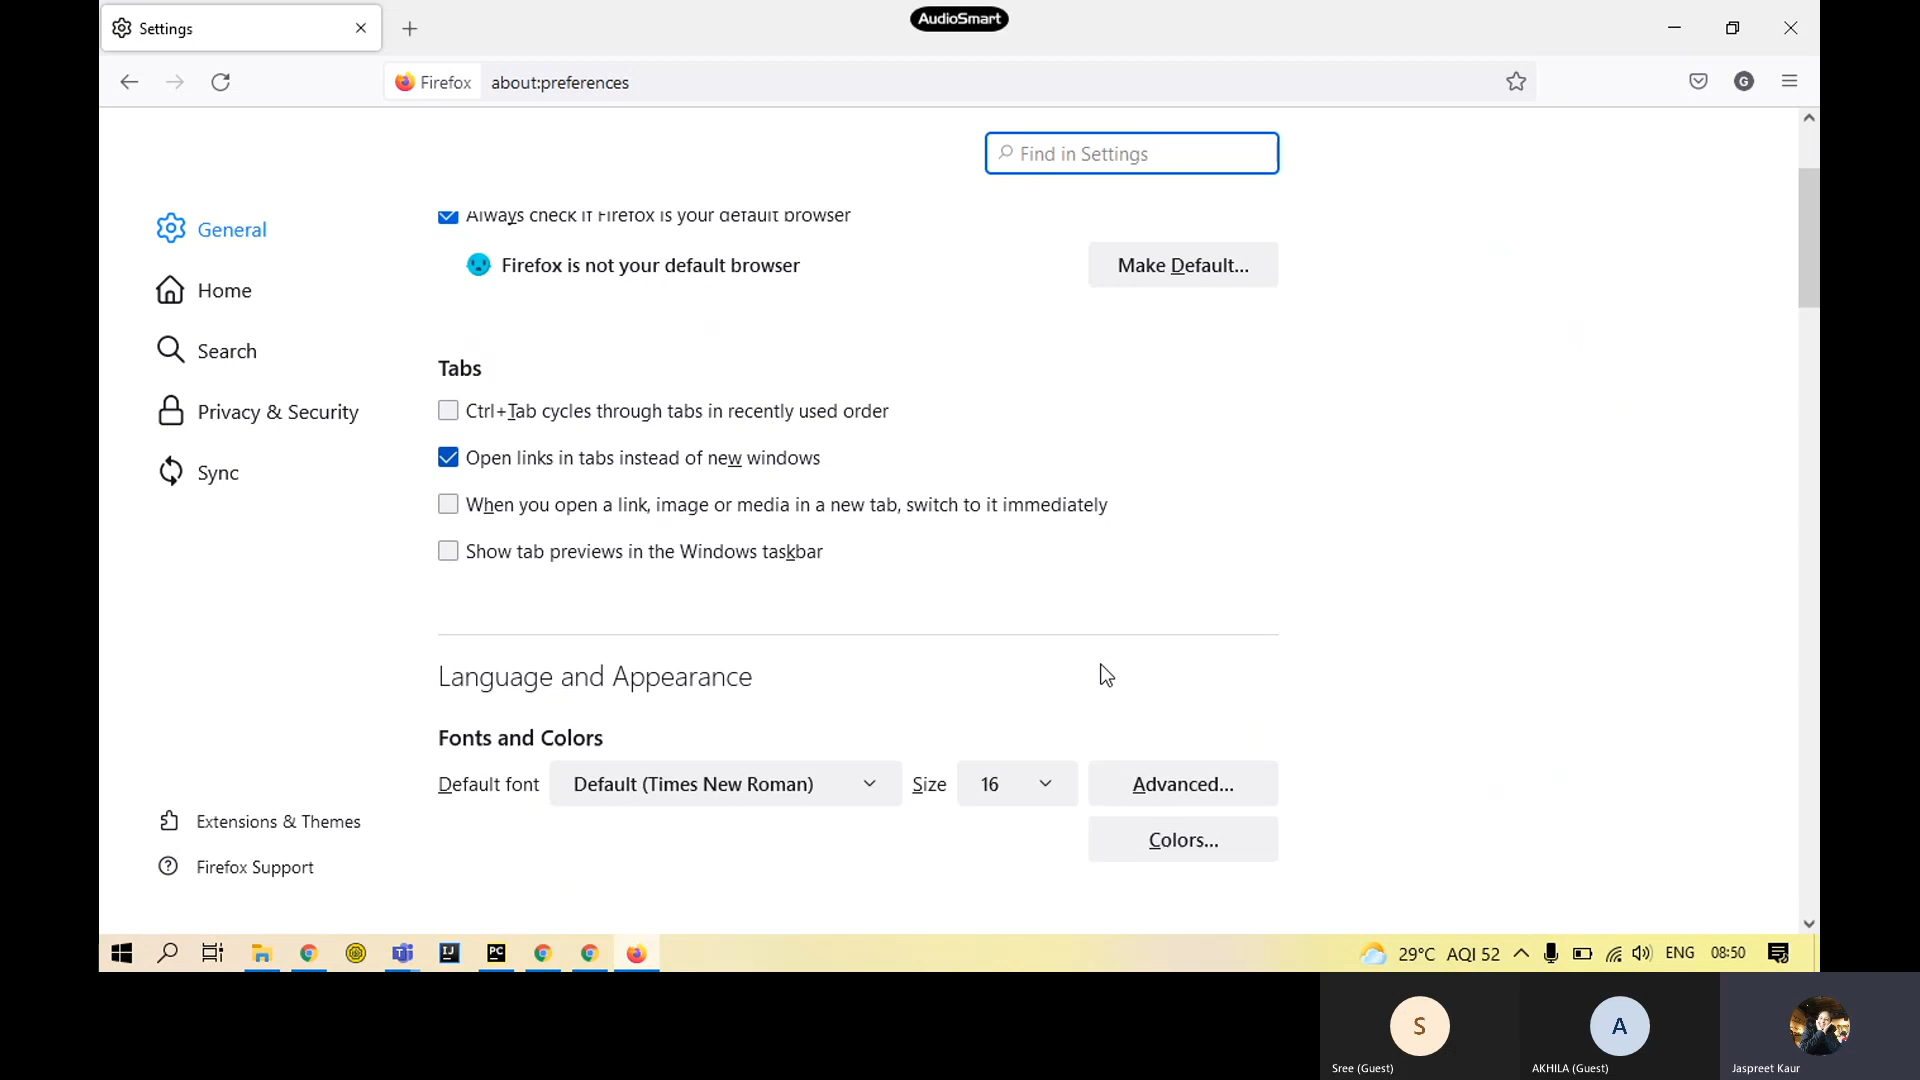 Settings
AudioSmart
Firefox
about:preferences
G
Find in Settings
General
Home
Search
Privacy & Security
Sync
Extensions & Themes
Firefox Support
Always check if Firefox is your default browser
Firefox is not your default browser
Make Default...
Tabs
Ctrl+Tab cycles through tabs in recently used order
Open links in tabs instead of new windows
When you open a link, image or media in a new tab, switch to it immediately
Show tab previews in the Windows taskbar
Language and Appearance
Fonts and Colors
Default font
Default (Times New Roman)
Size
16
Advanced...
Colors...
IJ
PC
29°C AQI 52
ENG
08:50
S
Sree (Guest)
A
AKHILA (Guest)
Jaspreet Kaur